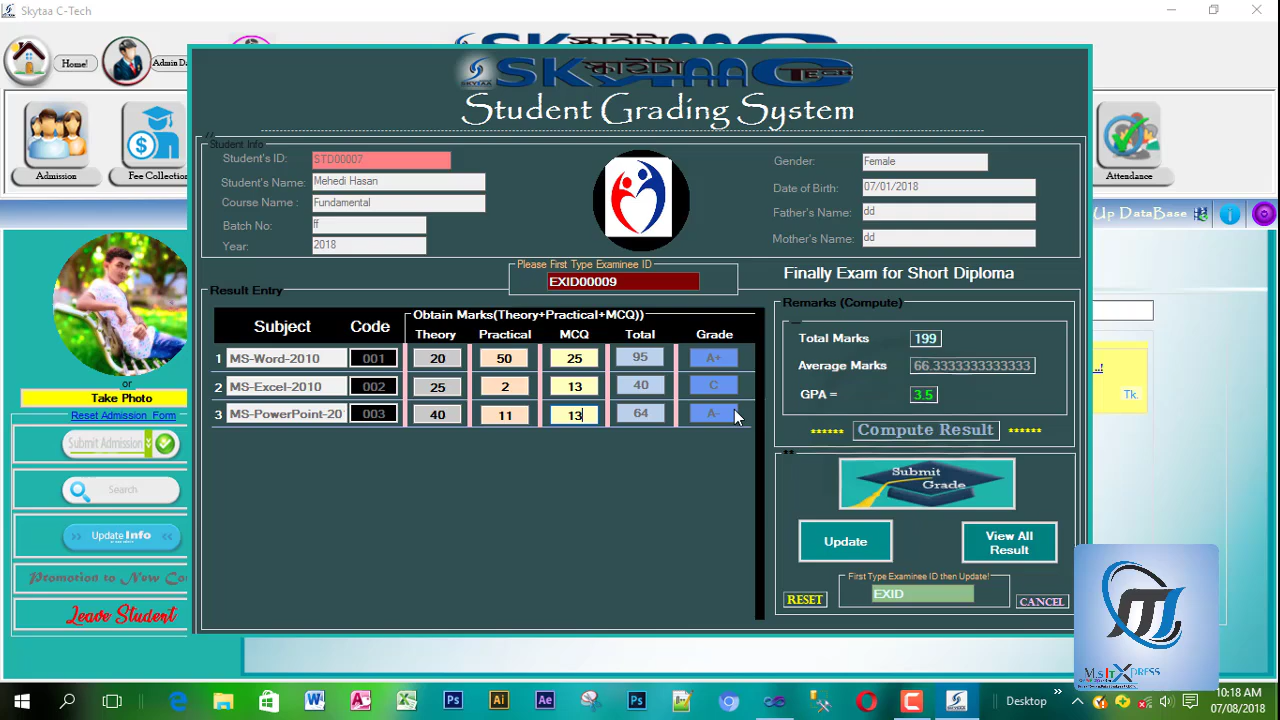 Skytaa C-Tech
Home!
Admin Da
SKYTAA স্কাইটা C TECH
Student Grading System
Admission
Fee Collection
Attendance
Student Info
Student's ID: STD00007
Student's Name: Mehedi Hasan
Course Name : Fundamental
Batch No: ff
Year: 2018
Gender: Female
Date of Birth: 07/01/2018
Father's Name: dd
Mother's Name: dd
Up DataBase
Please First Type Examinee ID
EXID00009
Finally Exam for Short Diploma
Result Entry
Obtain Marks(Theory+Practical+MCQ))
Subject Code Theory Practical MCQ Total Grade
1 MS-Word-2010 001 20 50 25 95 A+
2 MS-Excel-2010 002 25 2 13 40 C
3 MS-PowerPoint-20 003 40 11 13 64 A-
Remarks (Compute)
Total Marks 199
Average Marks 66.3333333333333
GPA = 3.5
****** Compute Result ******
**
Submit
Grade
Update
View All
Result
First Type Examinee ID then Update!
EXID
RESET
CANCEL
or
Take Photo
Reset Admission Form
Submit Admission
Search
>> Update Info <<
Promotion to New Co
Leave Student
..!
Tk.
Desktop
10:18 AM
07/08/2018